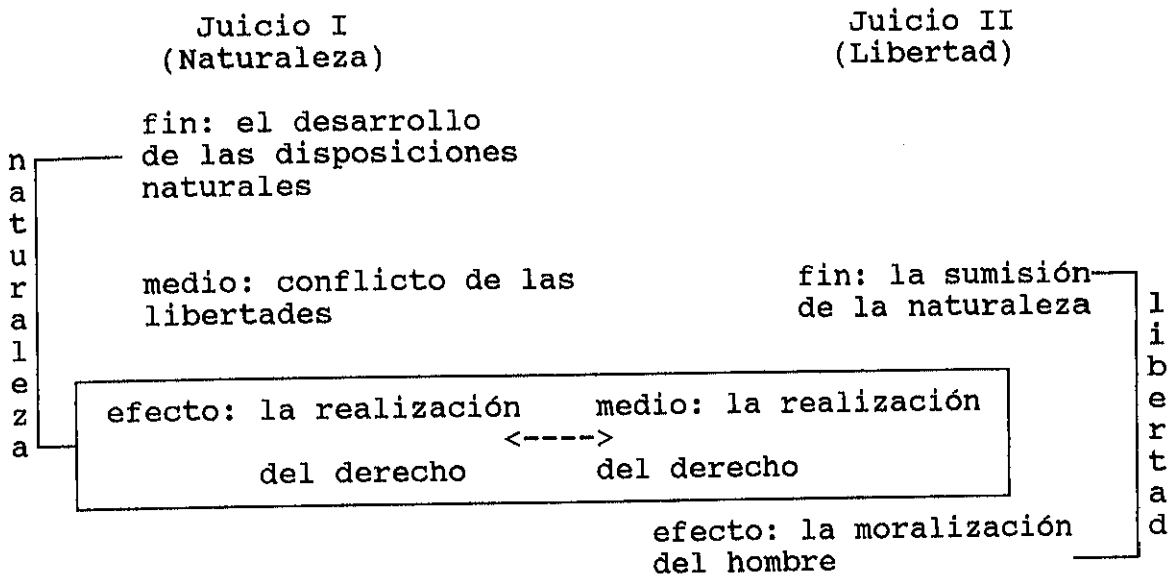 Juicio I
(Naturaleza)
Juicio II
(Libertad)
fin: el desarrollo
de las disposiciones
naturales
naturaleza
medio: conflicto de las
libertades
fin: la sumisión
de la naturaleza
libertad
efecto: la realización
del derecho
<---->
medio: la realización
del derecho
efecto: la moralización
del hombre